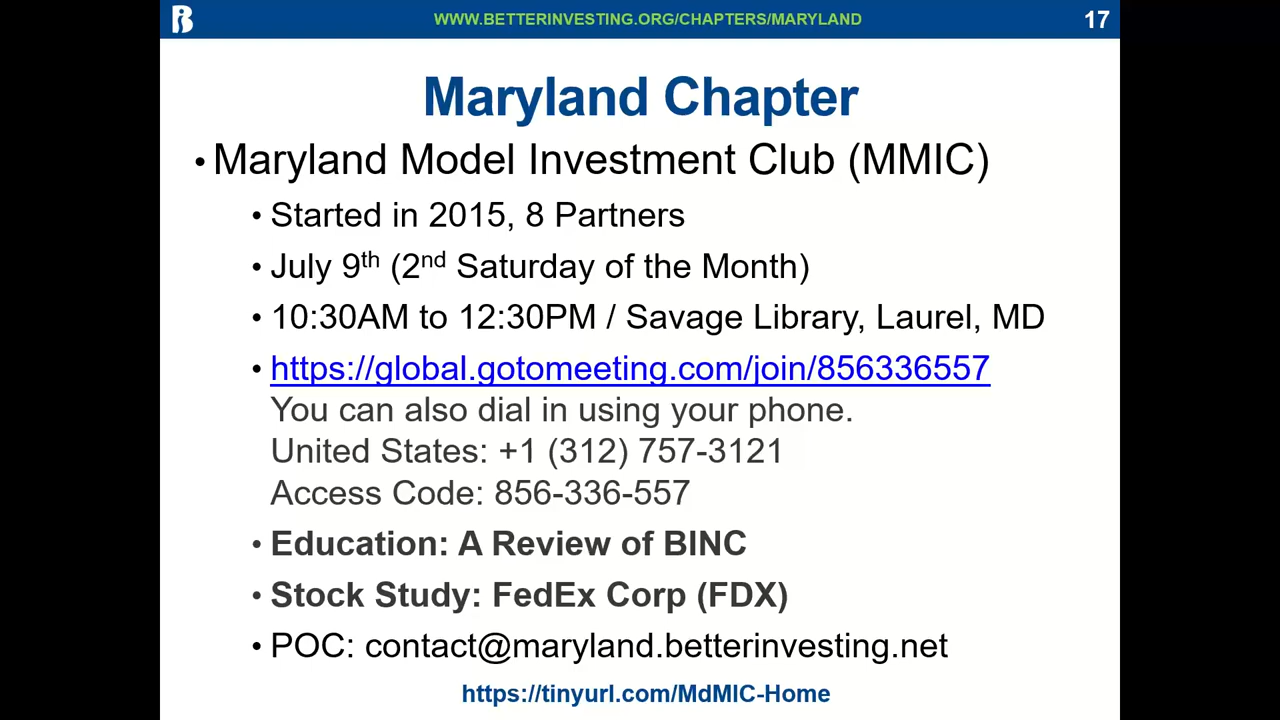 WWW.BETTERINVESTING.ORG/CHAPTERS/MARYLAND
17
Maryland Chapter
• Maryland Model Investment Club (MMIC)
• Started in 2015, 8 Partners
• July 9th (2nd Saturday of the Month)
• 10:30AM to 12:30PM / Savage Library, Laurel, MD
• https://global.gotomeeting.com/join/856336557
You can also dial in using your phone.
United States: +1 (312) 757-3121
Access Code: 856-336-557
• Education: A Review of BINC
• Stock Study: FedEx Corp (FDX)
• POC: contact@maryland.betterinvesting.net
https://tinyurl.com/MdMIC-Home